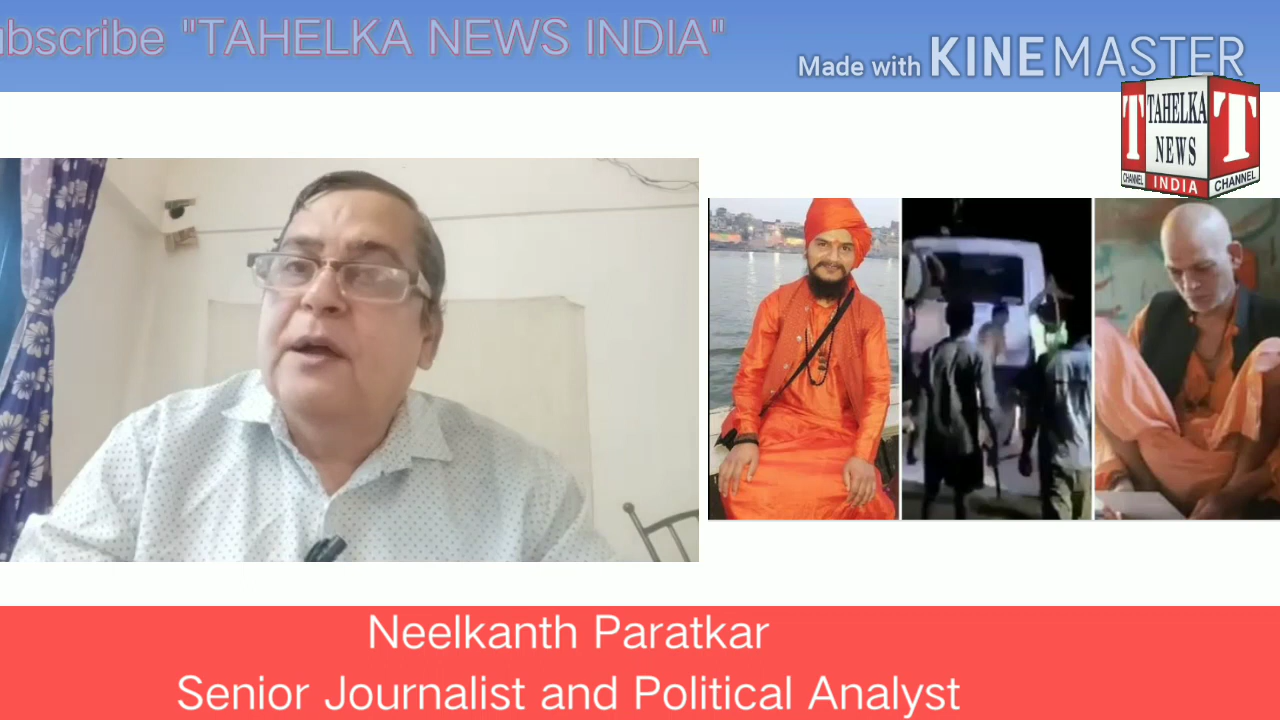 ubscribe "TAHELKA NEWS INDIA"
Made with KINEMASTER
T TAHELKA T
NEWS
CHANNEL INDIA CHANNEL
Neelkanth Paratkar
Senior Journalist and Political Analyst